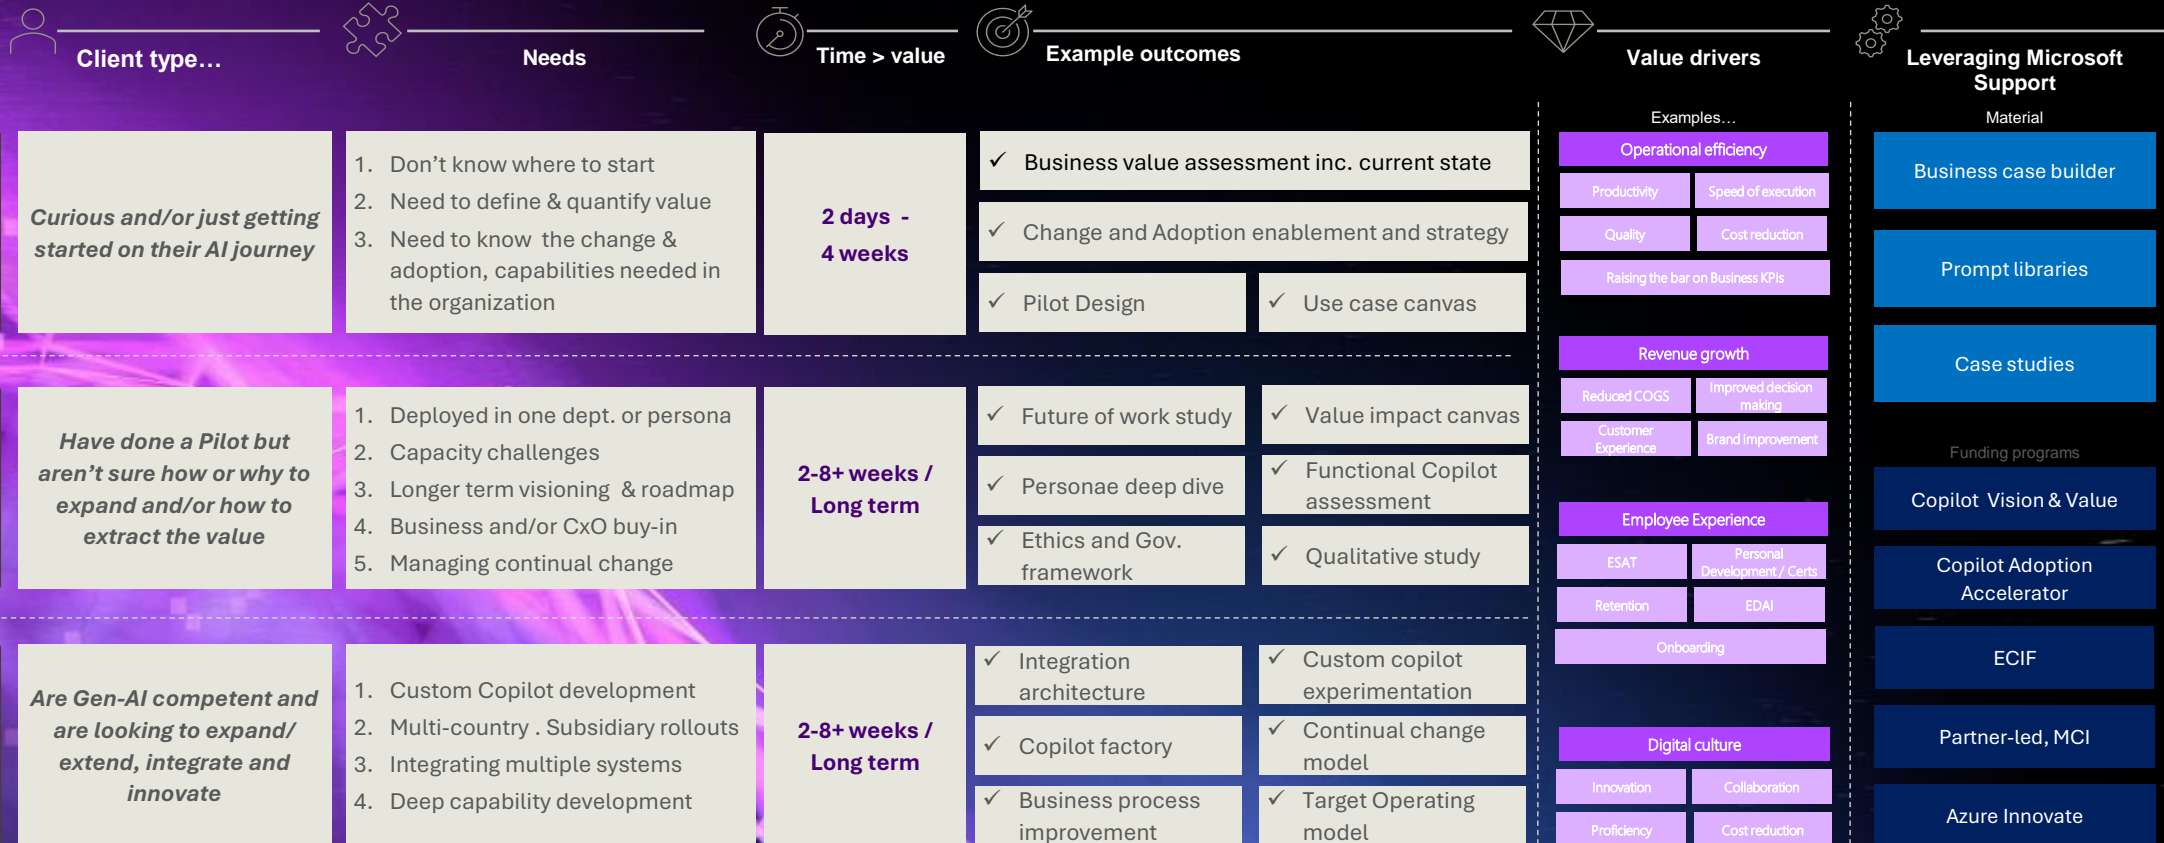 Client type...
Needs
Time > value
Example outcomes
Value drivers
Leveraging Microsoft
Support
Curious and/or just getting
started on their AI journey
1. Don't know where to start
2. Need to define & quantify value
3. Need to know the change &
adoption, capabilities needed in
the organization
2 days -
4 weeks
✓ Business value assessment inc. current state
✓ Change and Adoption enablement and strategy
✓ Pilot Design
✓ Use case canvas
Have done a Pilot but
aren't sure how or why to
expand and/or how to
extract the value
1. Deployed in one dept. or persona
2. Capacity challenges
3. Longer term visioning & roadmap
4. Business and/or CxO buy-in
5. Managing continual change
2-8+ weeks /
Long term
✓ Future of work study
✓ Value impact canvas
✓ Personae deep dive
✓ Functional Copilot
assessment
✓ Ethics and Gov.
framework
✓ Qualitative study
Are Gen-AI competent and
are looking to expand/
extend, integrate and
innovate
1. Custom Copilot development
2. Multi-country . Subsidiary rollouts
3. Integrating multiple systems
4. Deep capability development
2-8+ weeks /
Long term
✓ Integration
architecture
✓ Custom copilot
experimentation
✓ Copilot factory
✓ Continual change
model
✓ Business process
improvement
✓ Target Operating
model
Examples...
Operational efficiency
Productivity
Speed of execution
Quality
Cost reduction
Raising the bar on Business KPIs
Revenue growth
Reduced COGS
Improved decision
making
Customer
Experience
Brand improvement
Employee Experience
ESAT
Personal
Development / Certs
Retention
EDAI
Onboarding
Digital culture
Innovation
Collaboration
Proficiency
Cost reduction
Material
Business case builder
Prompt libraries
Case studies
Funding programs
Copilot Vision & Value
Copilot Adoption
Accelerator
ECIF
Partner-led, MCI
Azure Innovate